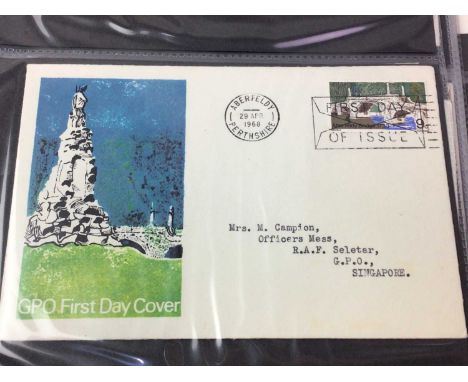 ABERFELDY
29 APR
1968
PERTHSHIRE
FIRST DAY
OF ISSUE
9d
Mrs. M. Campion,
Officers Mess,
R.A.F. Seletar,
G.P.O.,
SINGAPORE.
GPO First Day Cover